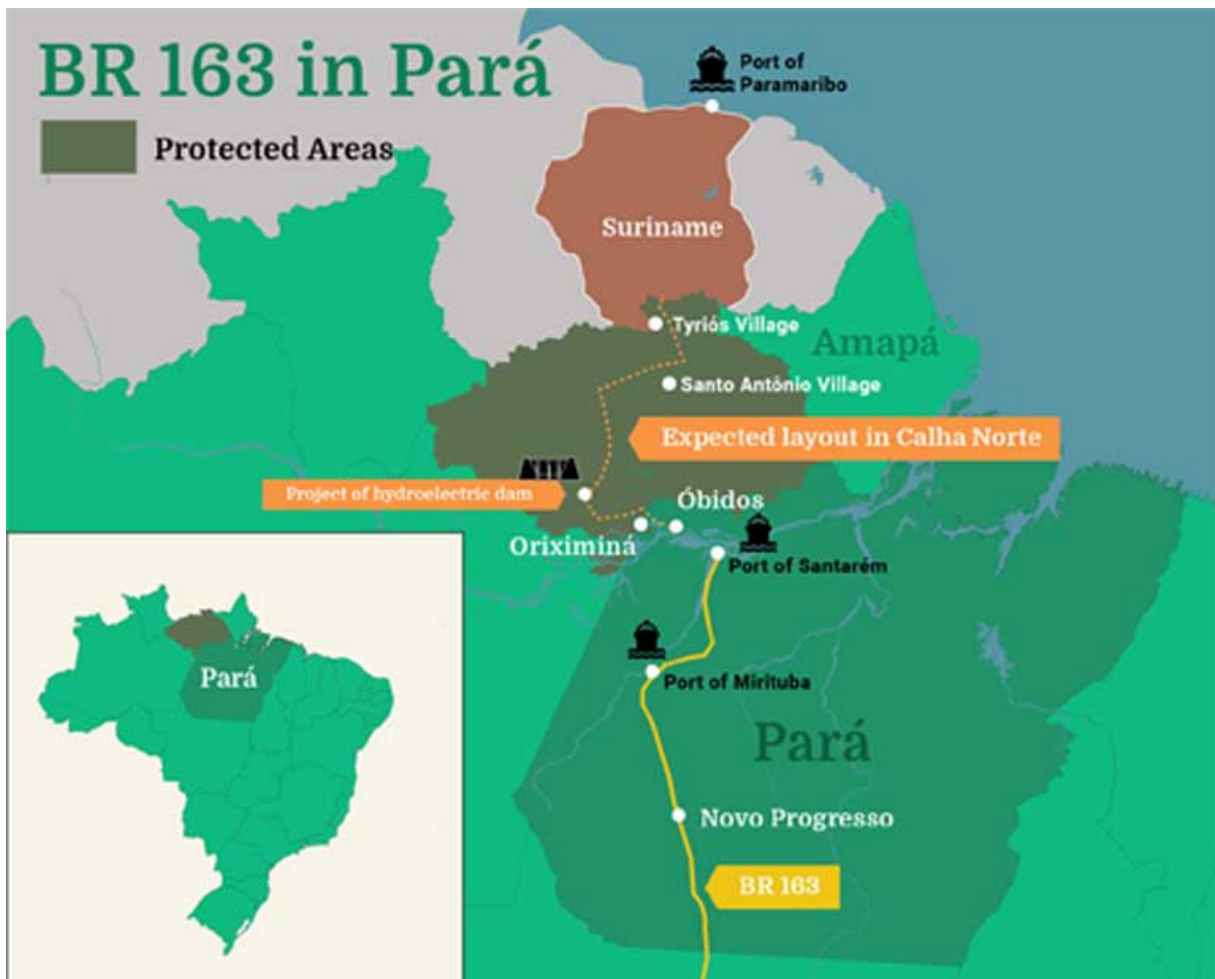 BR 163 in Pará
Protected Areas
Port of
Paramaribo
Suriname
Tyriós Village
Amapá
Santo Antônio Village
Expected layout in Calha Norte
Project of hydroelectric dam
Óbidos
Oriximiná
Port of Santarém
Port of Mirituba
Pará
Pará
Novo Progresso
BR 163